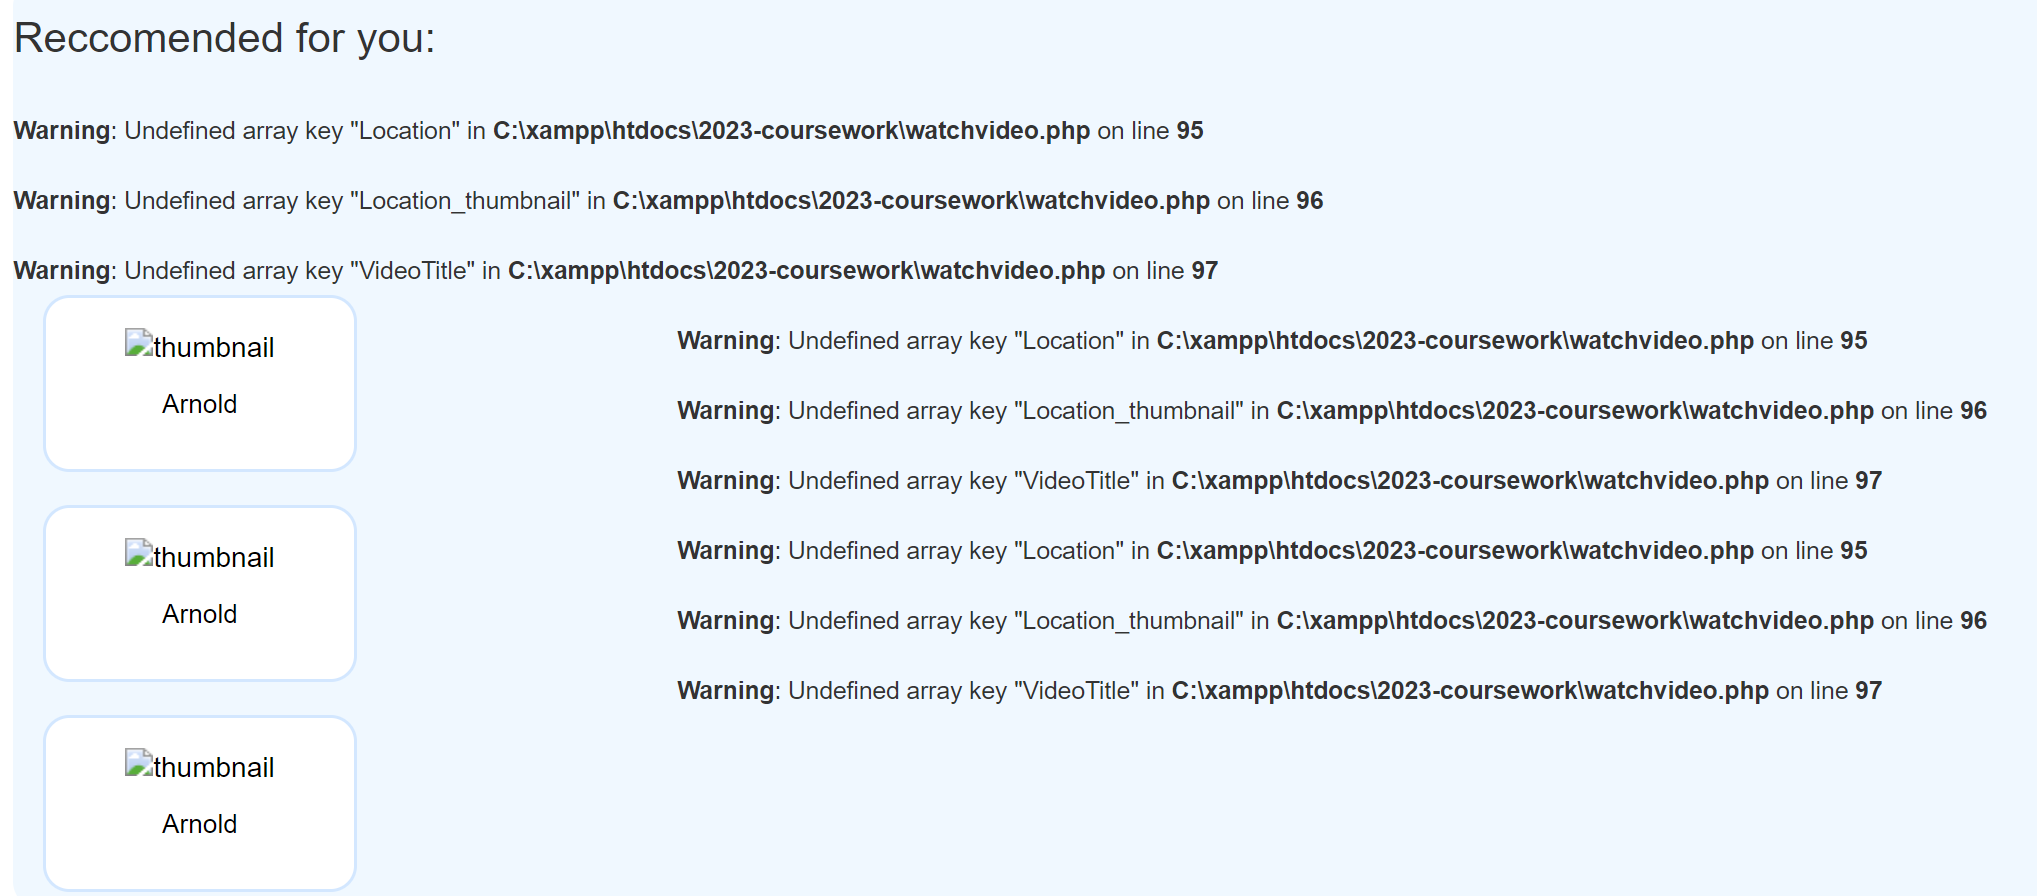 Reccomended for you:
Warning: Undefined array key "Location" in C:\xampp\htdocs\2023-coursework\watchvideo.php on line 95
Warning: Undefined array key "Location_thumbnail" in C:\xampp\htdocs\2023-coursework\watchvideo.php on line 96
Warning: Undefined array key "VideoTitle" in C:\xampp\htdocs\2023-coursework\watchvideo.php on line 97
thumbnail
Arnold
Warning: Undefined array key "Location" in C:\xampp\htdocs\2023-coursework\watchvideo.php on line 95
Warning: Undefined array key "Location_thumbnail" in C:\xampp\htdocs\2023-coursework\watchvideo.php on line 96
Warning: Undefined array key "VideoTitle" in C:\xampp\htdocs\2023-coursework\watchvideo.php on line 97
thumbnail
Arnold
Warning: Undefined array key "Location" in C:\xampp\htdocs\2023-coursework\watchvideo.php on line 95
Warning: Undefined array key "Location_thumbnail" in C:\xampp\htdocs\2023-coursework\watchvideo.php on line 96
Warning: Undefined array key "VideoTitle" in C:\xampp\htdocs\2023-coursework\watchvideo.php on line 97
thumbnail
Arnold